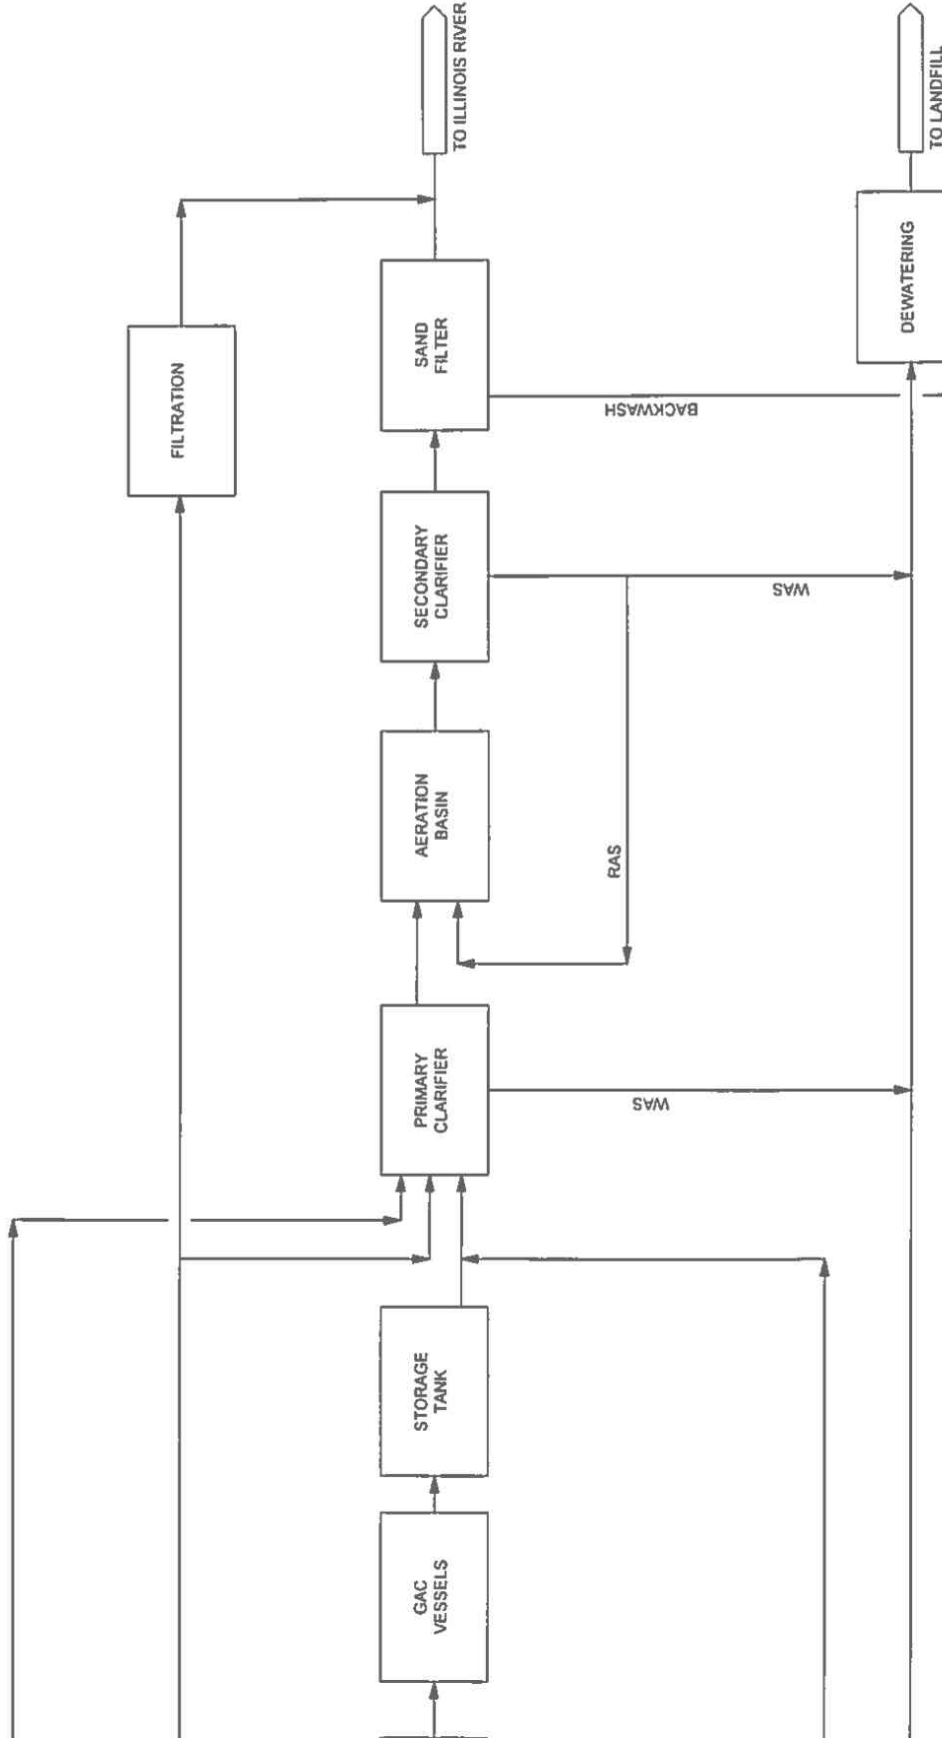 TO ILLINOIS RIVER
TO LANDFILL
DEWATERING
SAND
FILTER
FILTRATION
BACKWASH
SECONDARY
CLARIFIER
WAS
AERATION
BASIN
RAS
PRIMARY
CLARIFIER
WAS
STORAGE
TANK
GAC
VESSELS